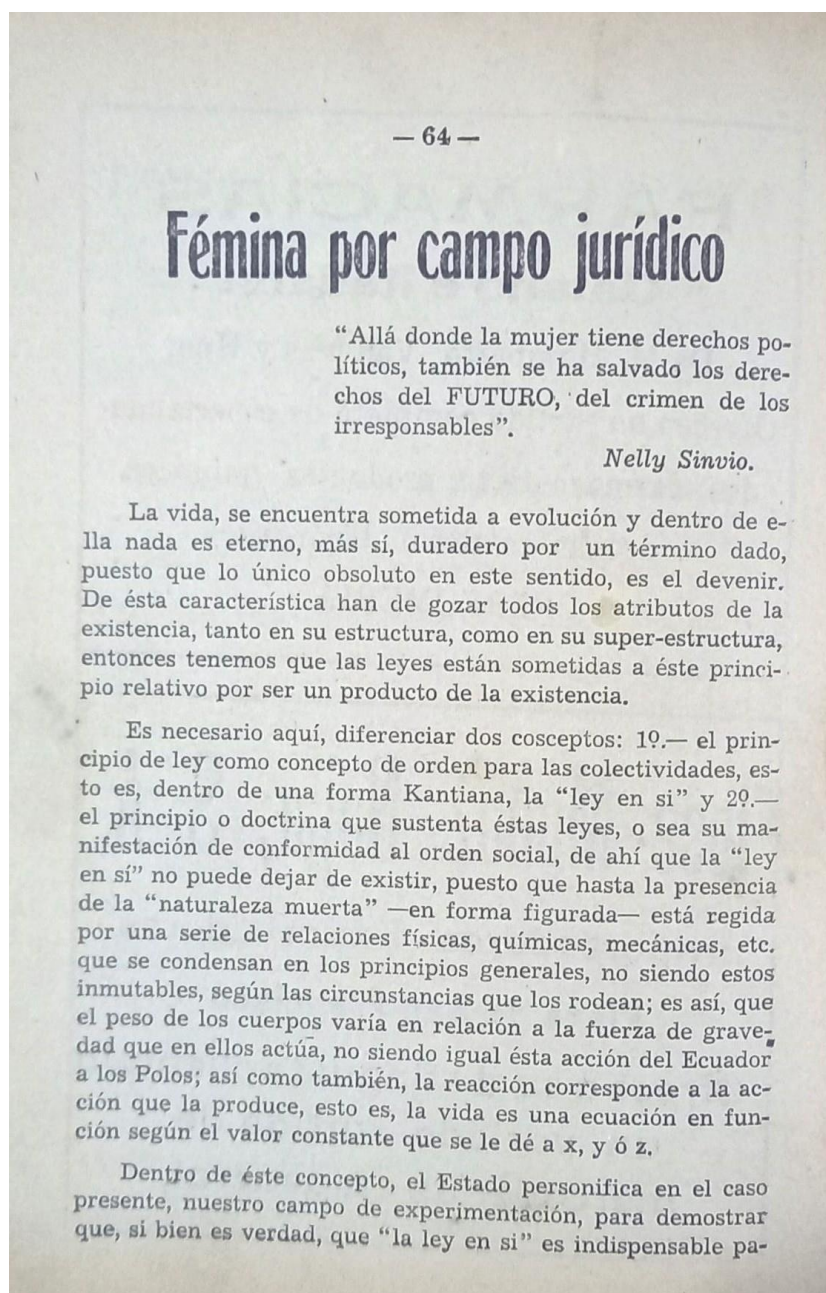 — 64 —
Fémina por campo jurídico
“Allá donde la mujer tiene derechos po-
líticos, también se ha salvado los dere-
chos del FUTURO, del crimen de los
irresponsables”.
Nelly Sinvio.
La vida, se encuentra sometida a evolución y dentro de e-
lla nada es eterno, más sí, duradero por un término dado,
puesto que lo único obsoluto en este sentido, es el devenir.
De ésta característica han de gozar todos los atributos de la
existencia, tanto en su estructura, como en su super-estructura,
entonces tenemos que las leyes están sometidas a éste princi-
pio relativo por ser un producto de la existencia.
Es necesario aquí, diferenciar dos cosceptos: 1º.— el prin-
cipio de ley como concepto de orden para las colectividades, es-
to es, dentro de una forma Kantiana, la “ley en si” y 2º.—
el principio o doctrina que sustenta éstas leyes, o sea su ma-
nifestación de conformidad al orden social, de ahí que la “ley
en sí” no puede dejar de existir, puesto que hasta la presencia
de la “naturaleza muerta” —en forma figurada— está regida
por una serie de relaciones físicas, químicas, mecánicas, etc.
que se condensan en los principios generales, no siendo estos
inmutables, según las circunstancias que los rodean; es así, que
el peso de los cuerpos varía en relación a la fuerza de grave-
dad que en ellos actúa, no siendo igual ésta acción del Ecuador
a los Polos; así como también, la reacción corresponde a la ac-
ción que la produce, esto es, la vida es una ecuación en fun-
ción según el valor constante que se le dé a x, y ó z.
Dentro de éste concepto, el Estado personifica en el caso
presente, nuestro campo de experimentación, para demostrar
que, si bien es verdad, que “la ley en si” es indispensable pa-